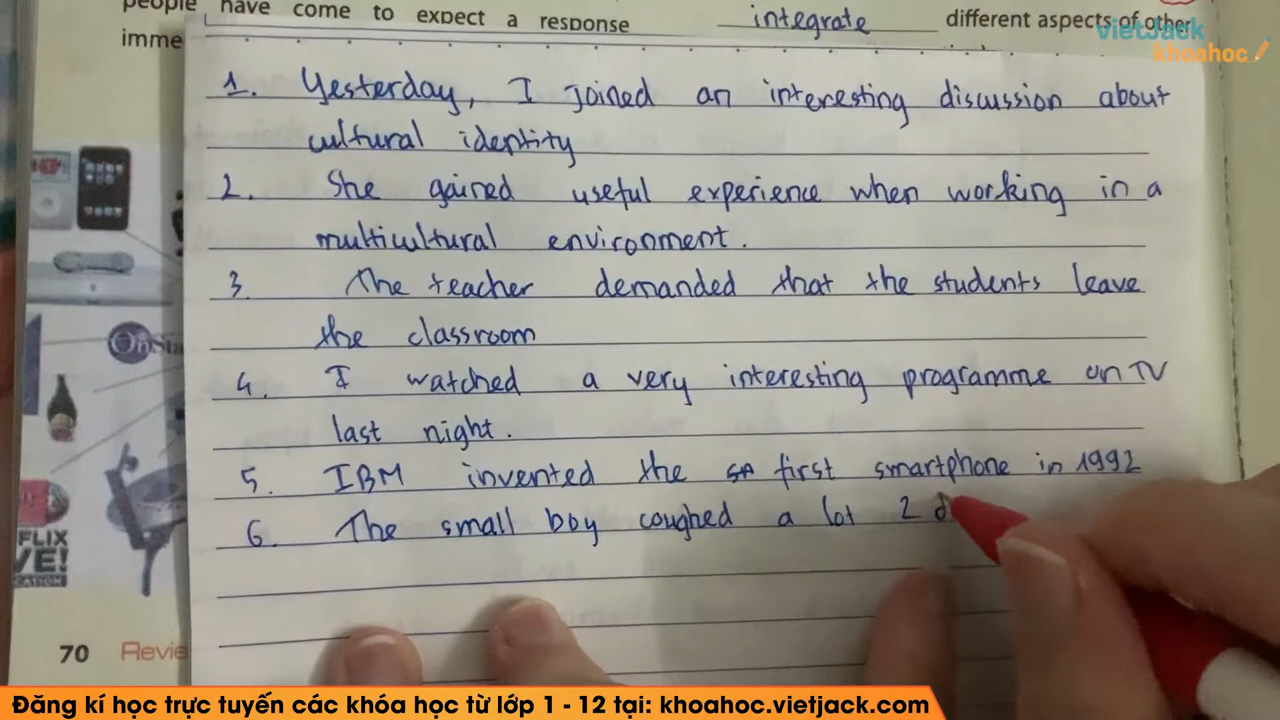 people have come to expect a response
integrate different aspects of other
imme
vietJack
khoahoc
1. Yesterday, I joined an interesting discussion about
cultural identity
2. She gained useful experience when working in a
multicultural environment.
3. The teacher demanded that the students leave
the classroom
4. I watched a very interesting programme on TV
last night.
5. IBM invented the first smartphone in 1992
6. The small boy coughed a lot 2 d
OnSta
FLIX
VE!
70 Revie
Đăng kí học trực tuyến các khóa học từ lớp 1 - 12 tại: khoahoc.vietjack.com